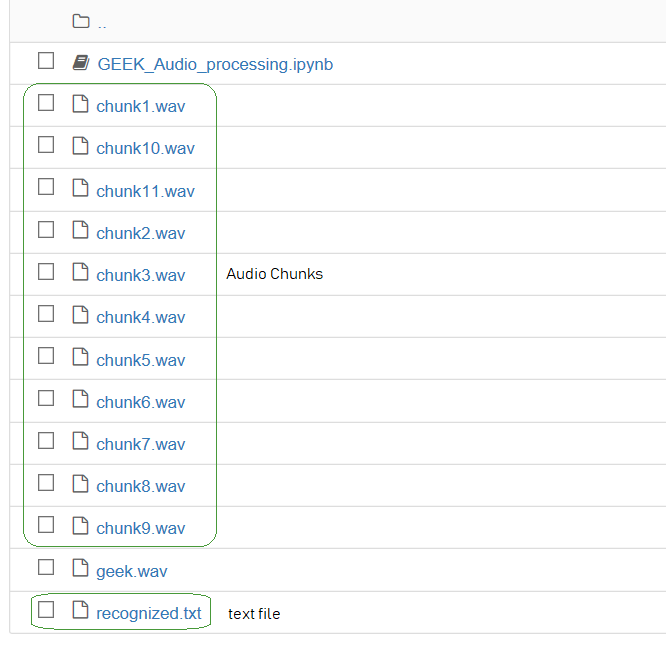 ..
GEEK_Audio_processing.ipynb
chunk1.wav
chunk10.wav
chunk11.wav
chunk2.wav
chunk3.wav Audio Chunks
chunk4.wav
chunk5.wav
chunk6.wav
chunk7.wav
chunk8.wav
chunk9.wav
geek.wav
recognized.txt text file